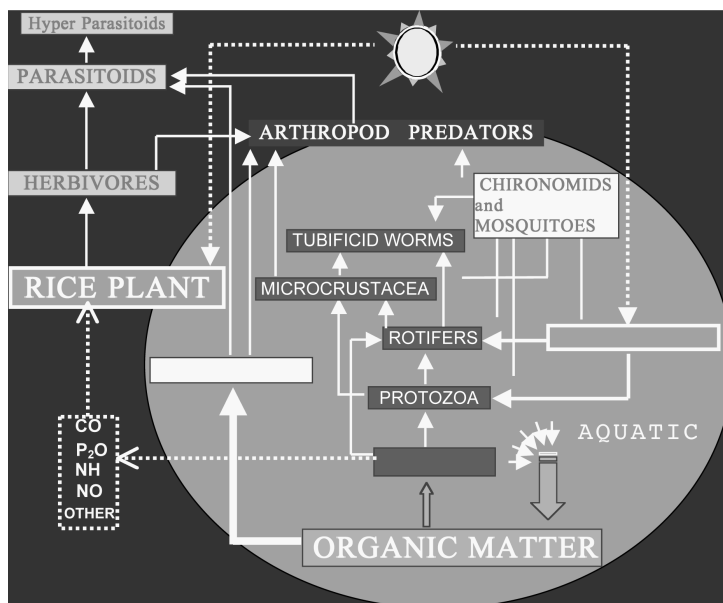 Hyper Parasitoids
PARASITOIDS
ARTHROPOD PREDATORS
HERBIVORES
CHIRONOMIDS
and
MOSQUITOES
TUBIFICID WORMS
RICE PLANT
MICROCRUSTACEA
ROTIFERS
PROTOZOA
CO
P₂O
NH
NO
OTHER
AQUATIC
ORGANIC MATTER